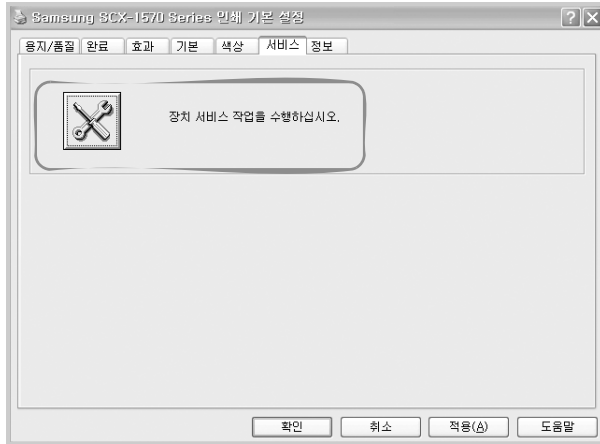 Samsung SCX-1570 Series 인쇄 기본 설정
용지/품질 완료 효과 기본 색상 서비스 정보
장치 서비스 작업을 수행하십시오.
확인 취소 적용(A) 도움말